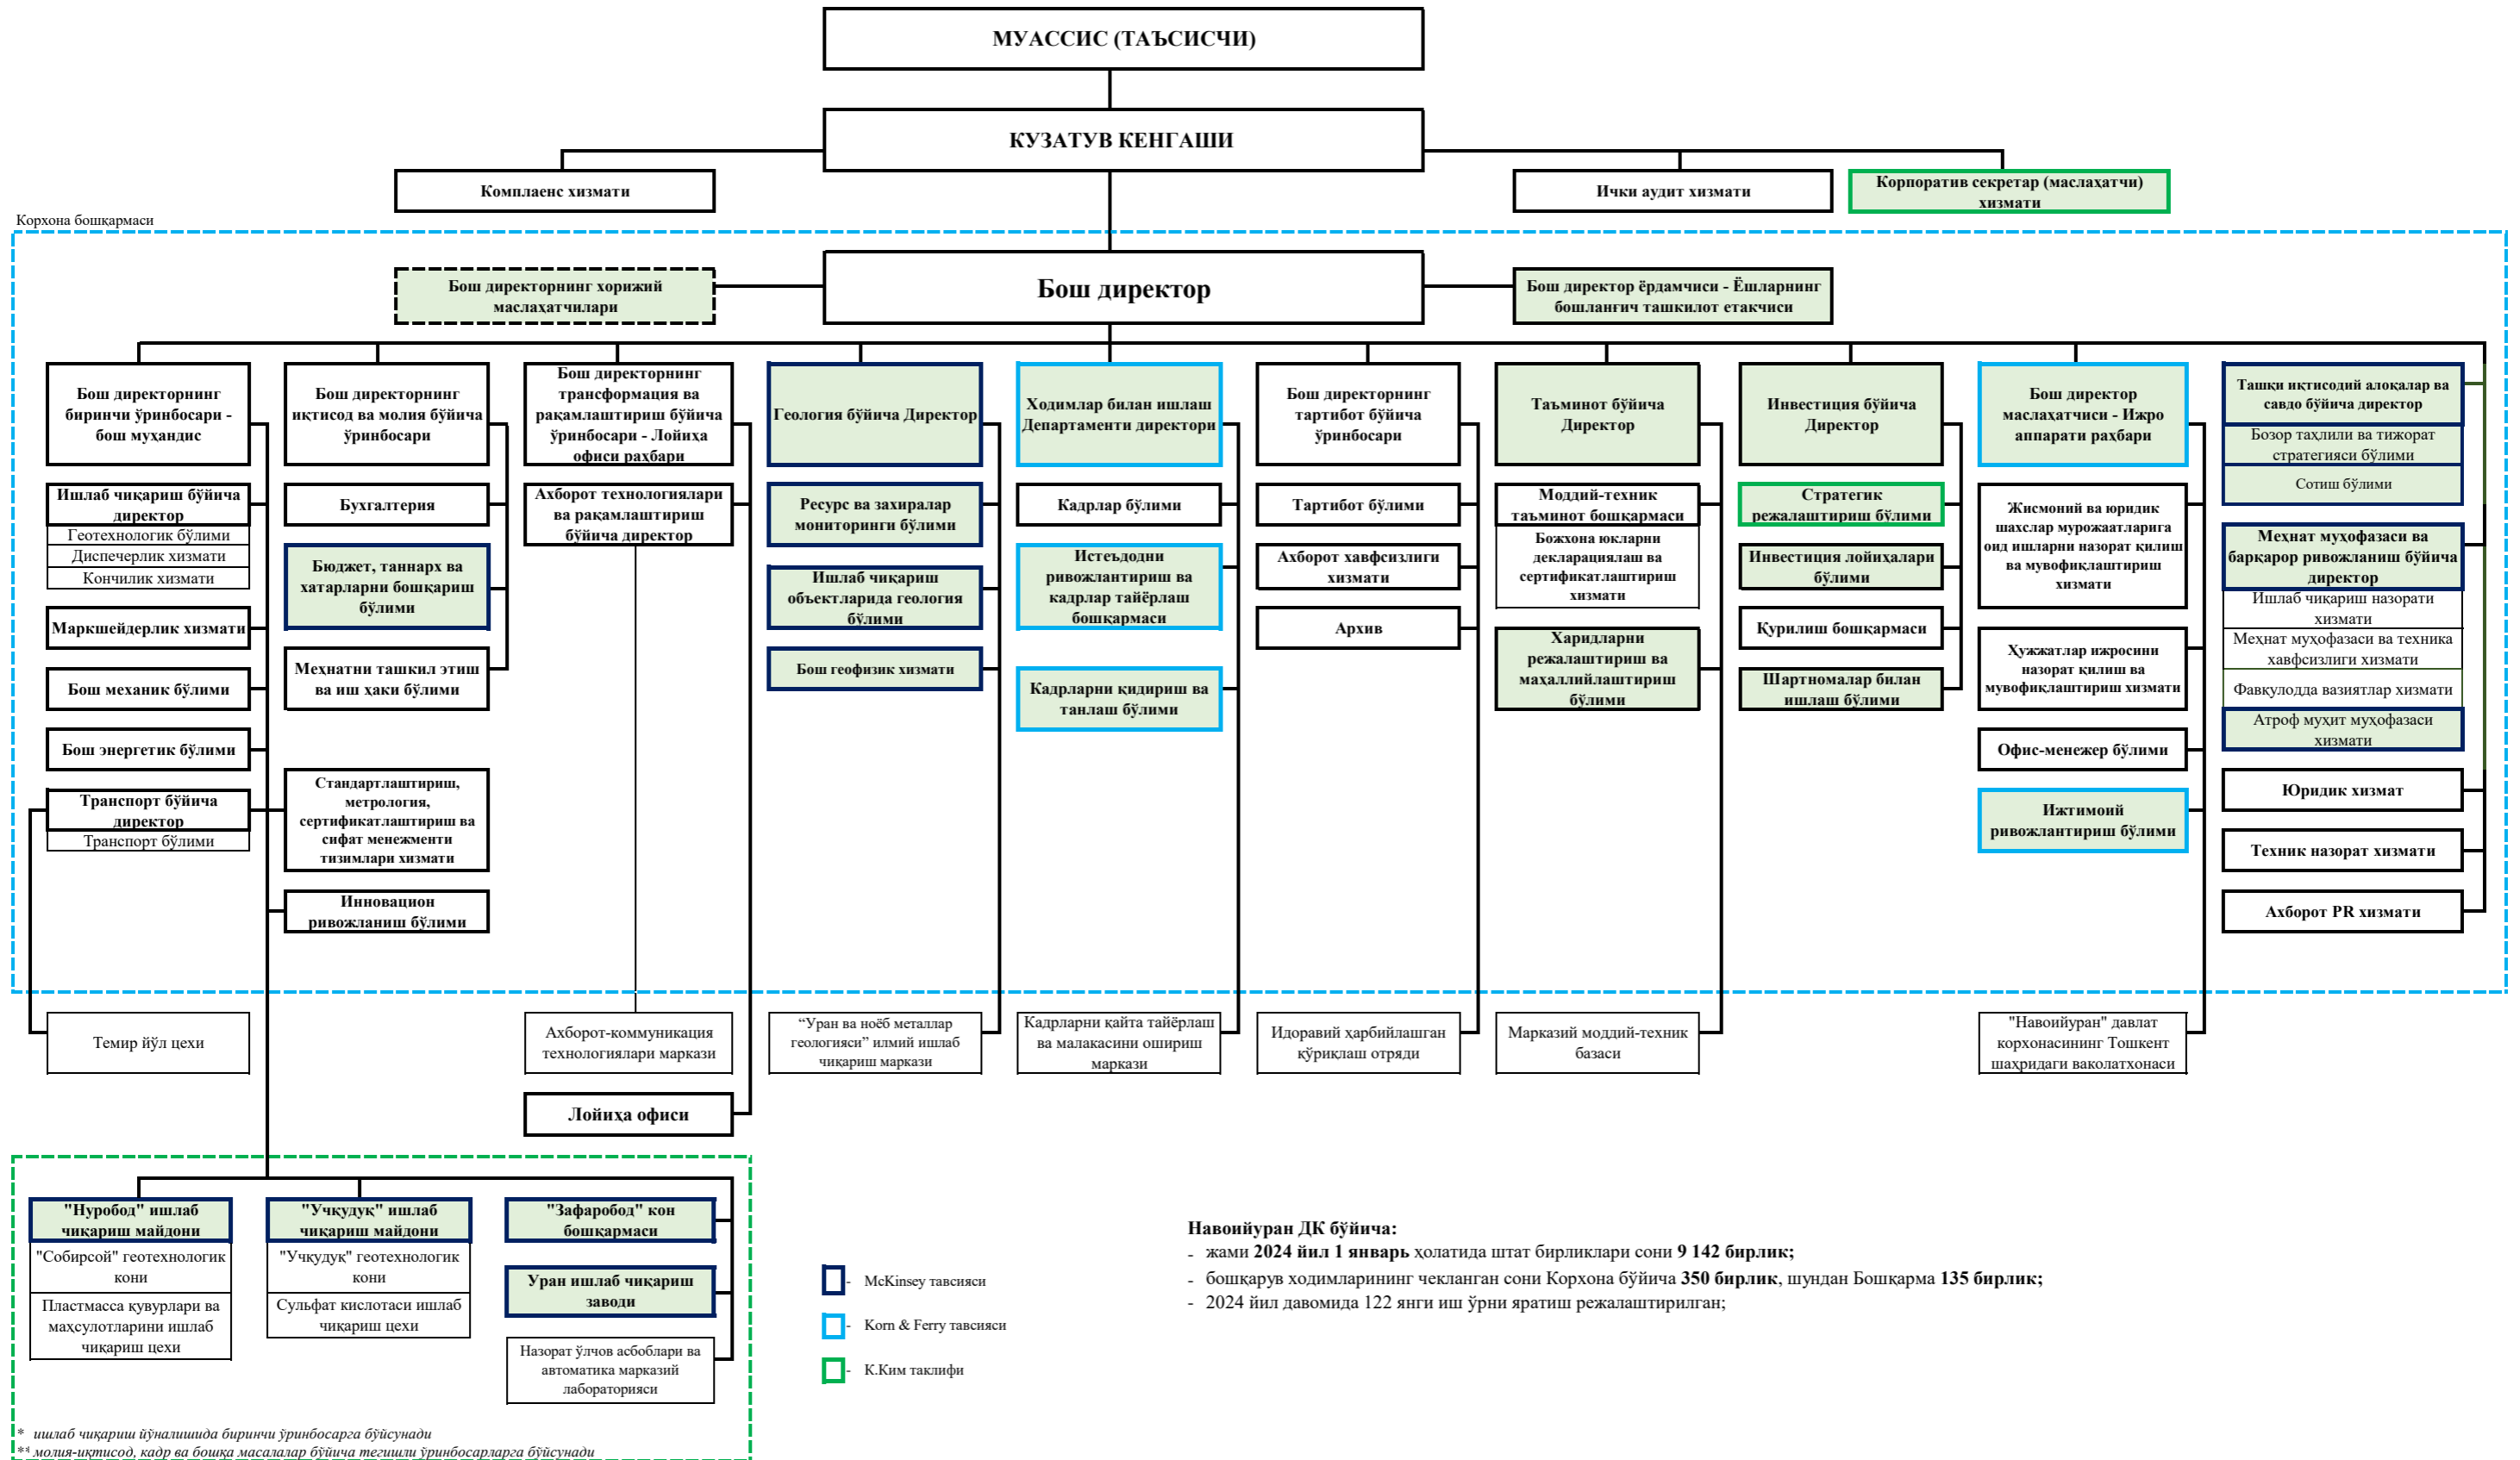 МУАССИС (ТАЪСИСЧИ)
КУЗАТУВ КЕНГАШИ
Комплаенс хизмати
Ички аудит хизмати
Корпоратив секретар (маслаҳатчи)
хизмати
Корхона бошқармаси
Бош директорнинг хорижий
маслаҳатчилари
Бош директор
Бош директор ёрдамчиси - Ёшларнинг
бошланғич ташкилот етакчиси
Бош директорнинг
биринчи ўринбосари -
бош муҳандис
Ишлаб чиқариш бўйича
директор
Геотехнологик бўлими
Диспечерлик хизмати
Кончилик хизмати
Маркшейдерлик хизмати
Бош механик бўлими
Бош энергетик бўлими
Транспорт бўйича
директор
Транспорт бўлими
Бош директорнинг
иқтисод ва молия бўйича
ўринбосари
Бухгалтерия
Бюджет, таннарх ва
хатарларни бошқариш
бўлими
Меҳнатни ташкил этиш
ва иш ҳаки бўлими
Стандартлаштириш,
метрология,
сертификатлаштириш ва
сифат менежменти
тизимлари хизмати
Инновацион
ривожланиш бўлими
Бош директорнинг
трансформация ва
рақамлаштириш бўйича
ўринбосари - Лойиҳа
офиси раҳбари
Ахборот технологиялари
ва рақамлаштириш
бўйича директор
Геология бўйича Директор
Ресурс ва захиралар
мониторинги бўлими
Ишлаб чиқариш
объектларида геология
бўлими
Бош геофизик хизмати
Ходимлар билан ишлаш
Департаменти директори
Кадрлар бўлими
Истеъдодни
ривожлантириш ва
кадрлар тайёрлаш
бошқармаси
Кадрларни қидириш ва
танлаш бўлими
Бош директорнинг
тартибот бўйича
ўринбосари
Тартибот бўлими
Ахборот хавфсизлиги
хизмати
Архив
Таъминот бўйича
Директор
Моддий-техник
таъминот бошқармаси
Божхона юкларни
декларациялаш ва
сертификатлаштириш
хизмати
Харидларни
режалаштириш ва
маҳаллийлаштириш
бўлими
Инвестиция бўйича
Директор
Стратегик
режалаштириш бўлими
Инвестиция лойиҳалари
бўлими
Қурилиш бошқармаси
Шартномалар билан
ишлаш бўлими
Бош директор
маслаҳатчиси - Ижро
аппарати раҳбари
Жисмоний ва юридик
шахслар мурожаатларига
оид ишларни назорат қилиш
ва мувофиқлаштириш
хизмати
Ҳужжатлар ижросини
назорат қилиш ва
мувофиқлаштириш хизмати
Офис-менежер бўлими
Ижтимоий
ривожлантириш бўлими
Ташқи иқтисодий алоқалар ва
савдо бўйича директор
Бозор таҳлили ва тижорат
стратегияси бўлими
Сотиш бўлими
Меҳнат муҳофазаси ва
барқарор ривожланиш бўйича
директор
Ишлаб чиқариш назорати
хизмати
Меҳнат муҳофазаси ва техника
хавфсизлиги хизмати
Фавқулодда вазиятлар хизмати
Атроф муҳит муҳофазаси
хизмати
Юридик хизмат
Техник назорат хизмати
Ахборот PR хизмати
Темир йўл цехи
Ахборот-коммуникация
технологиялари маркази
“Уран ва ноёб металлар
геологияси” илмий ишлаб
чиқариш маркази
Кадрларни қайта тайёрлаш
ва малакасини ошириш
маркази
Идоравий ҳарбийлашган
қўриқлаш отряди
Марказий моддий-техник
базаси
"Навоийуран" давлат
корхонасининг Тошкент
шаҳридаги ваколатхонаси
Лойиҳа офиси
"Нуробод" ишлаб
чиқариш майдони
"Собирсой" геотехнологик
кони
Пластмасса қувурлари ва
маҳсулотларини ишлаб
чиқариш цехи
"Учқудуқ" ишлаб
чиқариш майдони
"Учқудуқ" геотехнологик
кони
Сульфат кислотаси ишлаб
чиқариш цехи
"Зафаробод" кон
бошқармаси
Уран ишлаб чиқариш
заводи
Назорат ўлчов асбоблари ва
автоматика марказий
лабораторияси
* ишлаб чиқариш йўналишида биринчи ўринбосарга бўйсунади
** молия-иқтисод, кадр ва бошқа масалалар бўйича тегишли ўринбосарларга бўйсунади
- McKinsey тавсияси
- Korn & Ferry тавсияси
- К.Ким таклифи
Навоийуран ДК бўйича:
- жами 2024 йил 1 январь ҳолатида штат бирликлари сони 9 142 бирлик;
- бошқарув ходимларининг чекланган сони Корхона бўйича 350 бирлик, шундан Бошқарма 135 бирлик;
- 2024 йил давомида 122 янги иш ўрни яратиш режалаштирилган;